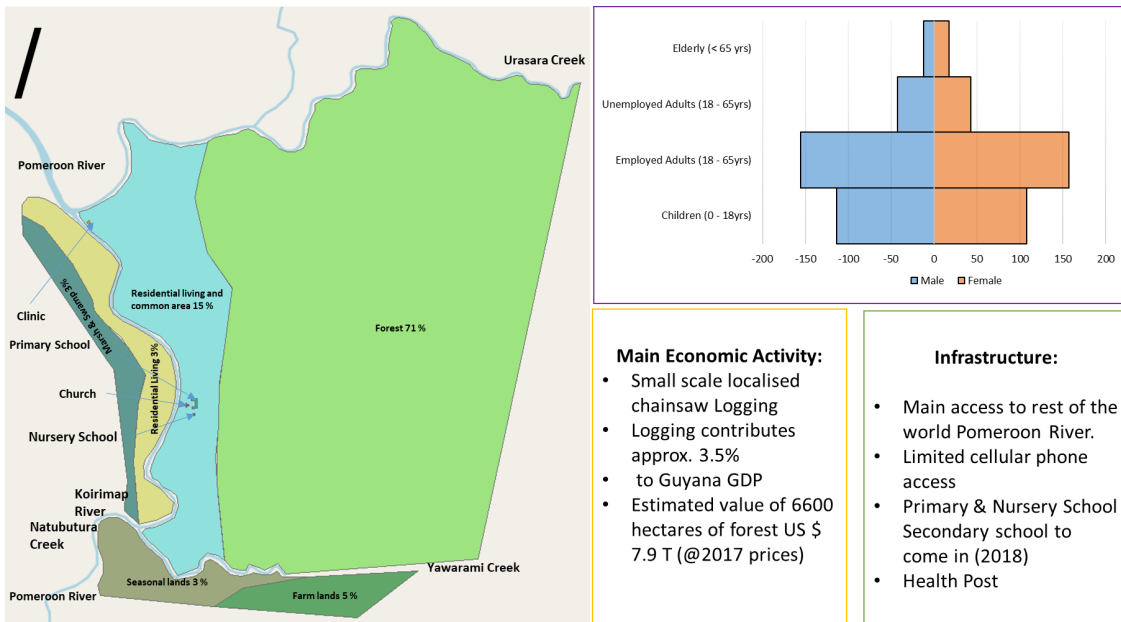 Urasara Creek
Pomeroon River
Residential living and
common area 15 %
Forest 71 %
Marsh & Swamp 3%
Residential Living 3%
Clinic
Primary School
Church
Nursery School
Koirimap
River
Natubutura
Creek
Seasonal lands 3 %
Farm lands 5 %
Yawarami Creek
Pomeroon River
Elderly (< 65 yrs)
Unemployed Adults (18 - 65yrs)
Employed Adults (18 - 65yrs)
Children (0 - 18yrs)
-200 -150 -100 -50 0 50 100 150 200
Male Female
Main Economic Activity:
• Small scale localised
chainsaw Logging
• Logging contributes
approx. 3.5%
• to Guyana GDP
• Estimated value of 6600
hectares of forest US $
7.9 T (@2017 prices)
Infrastructure:
• Main access to rest of the
world Pomeroon River.
• Limited cellular phone
access
• Primary & Nursery School
Secondary school to
come in (2018)
• Health Post